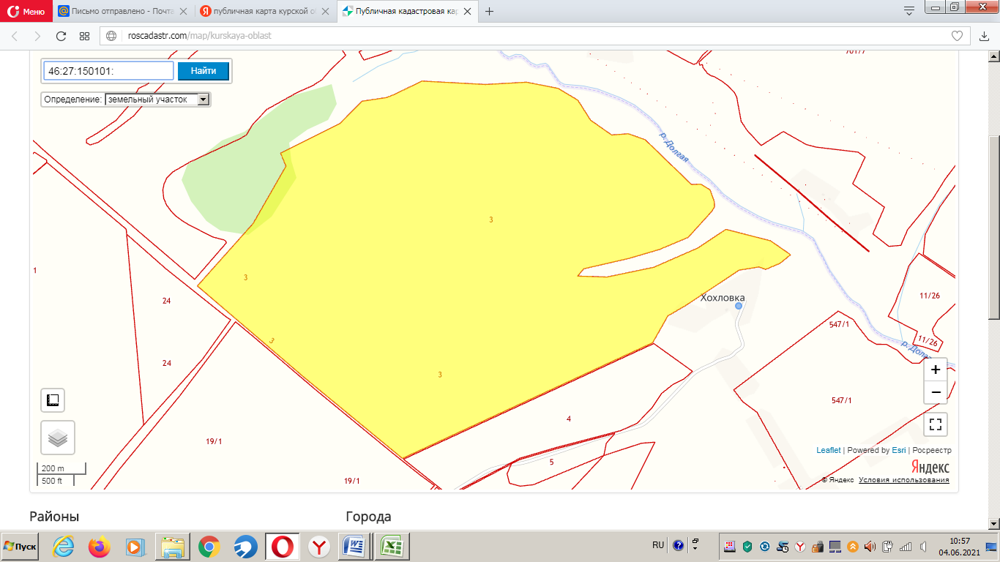 Меню
Письмо отправлено - Почта
публичная карта курской о
Публичная кадастровая кар
roscadastr.com/map/kurskaya-oblast
46:27:150101:
Найти
Определение: земельный участок
701/7
р. Долгая
3
1
3
24
Хохловка
11/26
547/1
3
11/26
р. Долга
24
3
+
−
547/1
4
19/1
Leaflet | Powered by Esri | Росреестр
5
200 m
500 ft
19/1
Яндекс
© Яндекс Условия использования
Районы
Города
Пуск
RU
10:57
04.06.2021